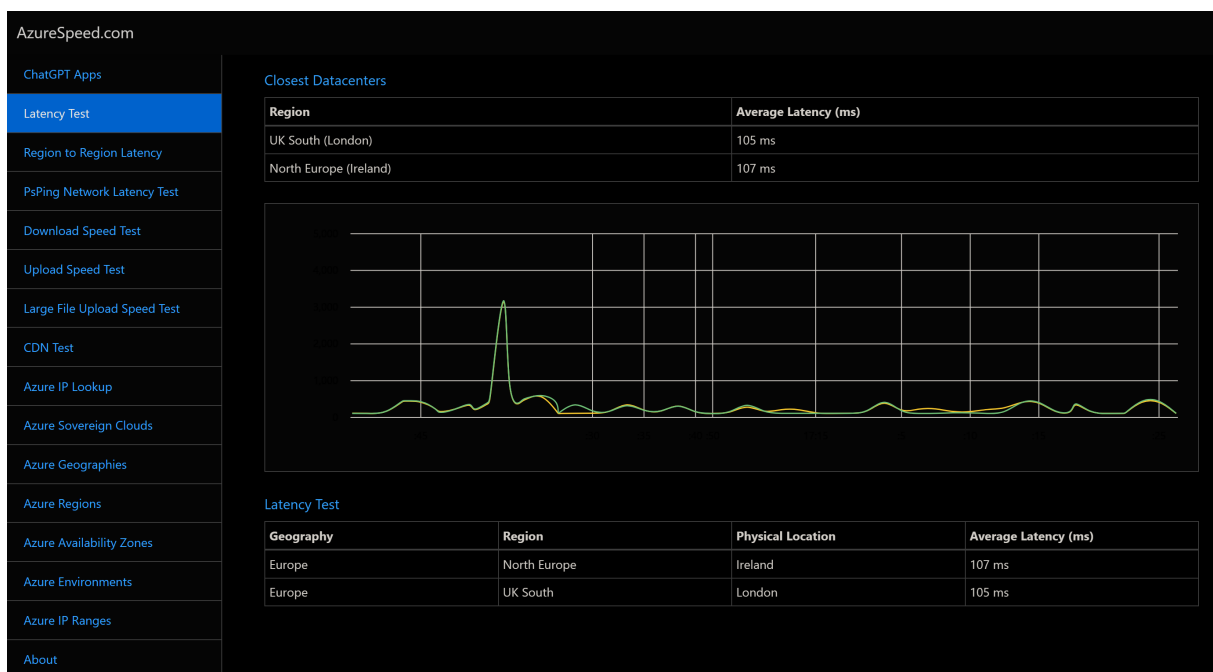 AzureSpeed.com
ChatGPT Apps
Latency Test
Region to Region Latency
PsPing Network Latency Test
Download Speed Test
Upload Speed Test
Large File Upload Speed Test
CDN Test
Azure IP Lookup
Azure Sovereign Clouds
Azure Geographies
Azure Regions
Azure Availability Zones
Azure Environments
Azure IP Ranges
About
Closest Datacenters
Region Average Latency (ms)
UK South (London) 105 ms
North Europe (Ireland) 107 ms
Latency Test
Geography Region Physical Location Average Latency (ms)
Europe North Europe Ireland 107 ms
Europe UK South London 105 ms